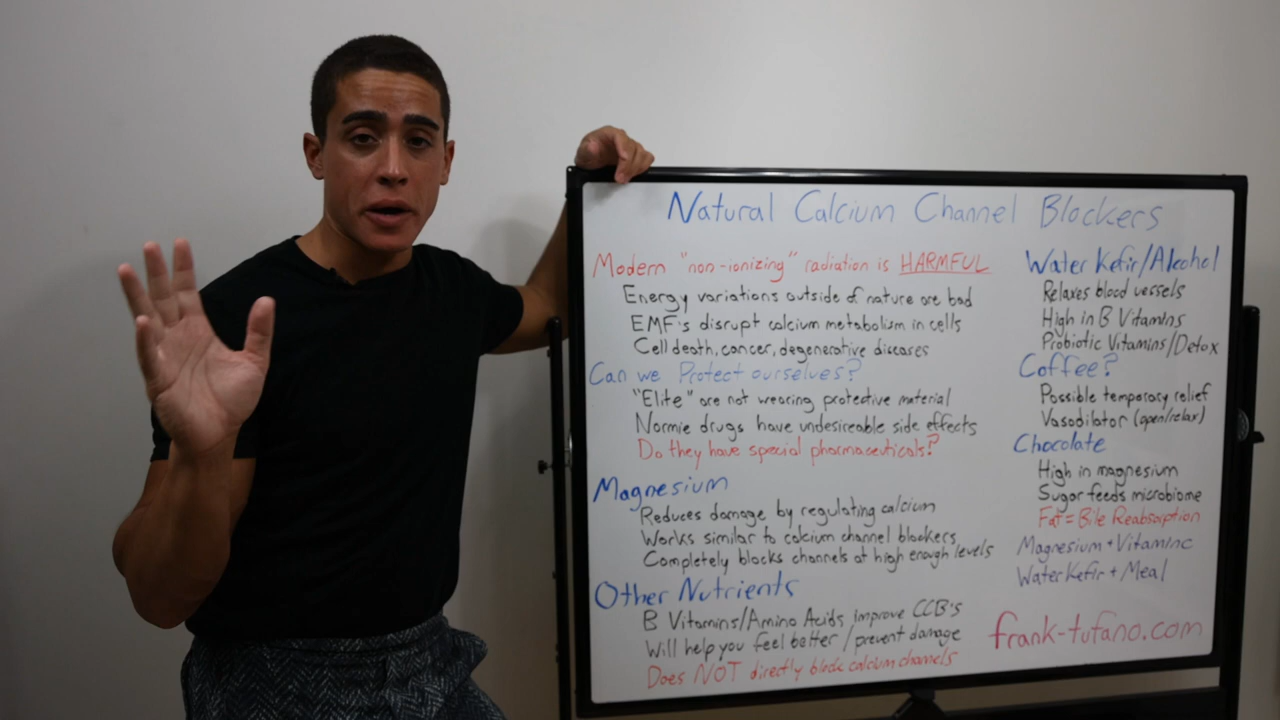 Natural Calcium Channel Blockers
Modern "non-ionizing" radiation is HARMFUL
Energy variations outside of nature are bad
EMF's disrupt calcium metabolism in cells
Cell death, cancer, degenerative diseases
Can we Protect ourselves?
"Elite" are not wearing protective material
Normie drugs have undesireable side effects
Do they have special pharmaceuticals?
Magnesium
Reduces damage by regulating calcium
Works similar to calcium channel blockers
Completely blocks channels at high enough levels
Other Nutrients
B Vitamins/Amino Acids improve CCB's
Will help you feel better / prevent damage
Does NOT directly block calcium channels
Water Kefir/Alcohol
Relaxes blood vessels
High in B Vitamins
Probiotic Vitamins/Detox
Coffee?
Possible temporary relief
Vasodilator (open/relax)
Chocolate
High in magnesium
Sugar feeds microbiome
Fat = Bile Reabsorption
Magnesium + Vitamin C
Water Kefir + Meal
frank-tufano.com